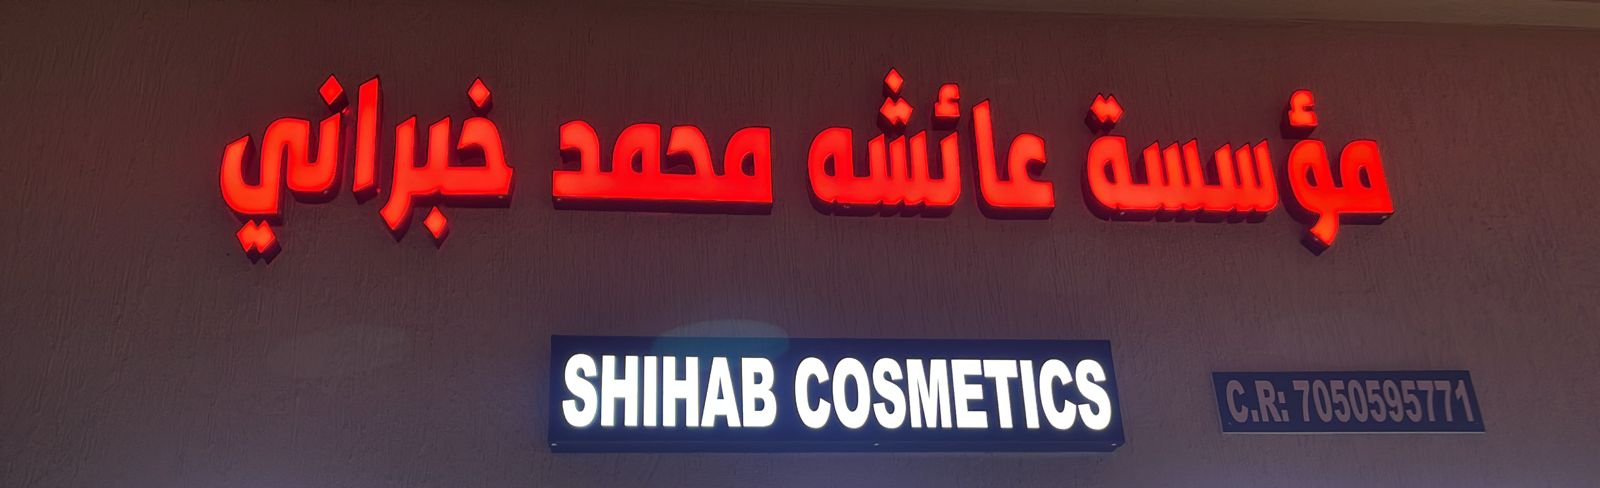 مؤسسة عائشه محمد خبراني
SHIHAB COSMETICS
C.R: 7050595771